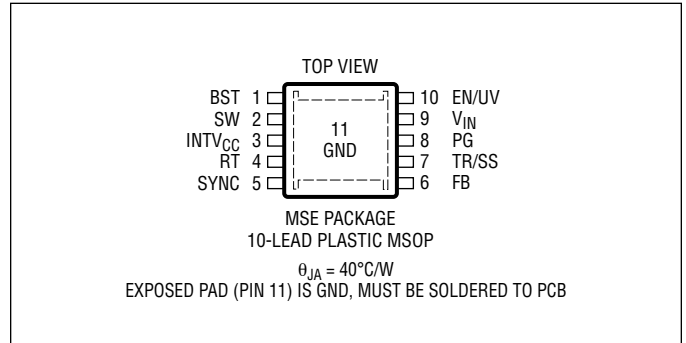 TOP VIEW
BST 1
SW 2
INTVCC 3
RT 4
SYNC 5
11
GND
10 EN/UV
9 VIN
8 PG
7 TR/SS
6 FB
MSE PACKAGE
10-LEAD PLASTIC MSOP
θJA = 40°C/W
EXPOSED PAD (PIN 11) IS GND, MUST BE SOLDERED TO PCB